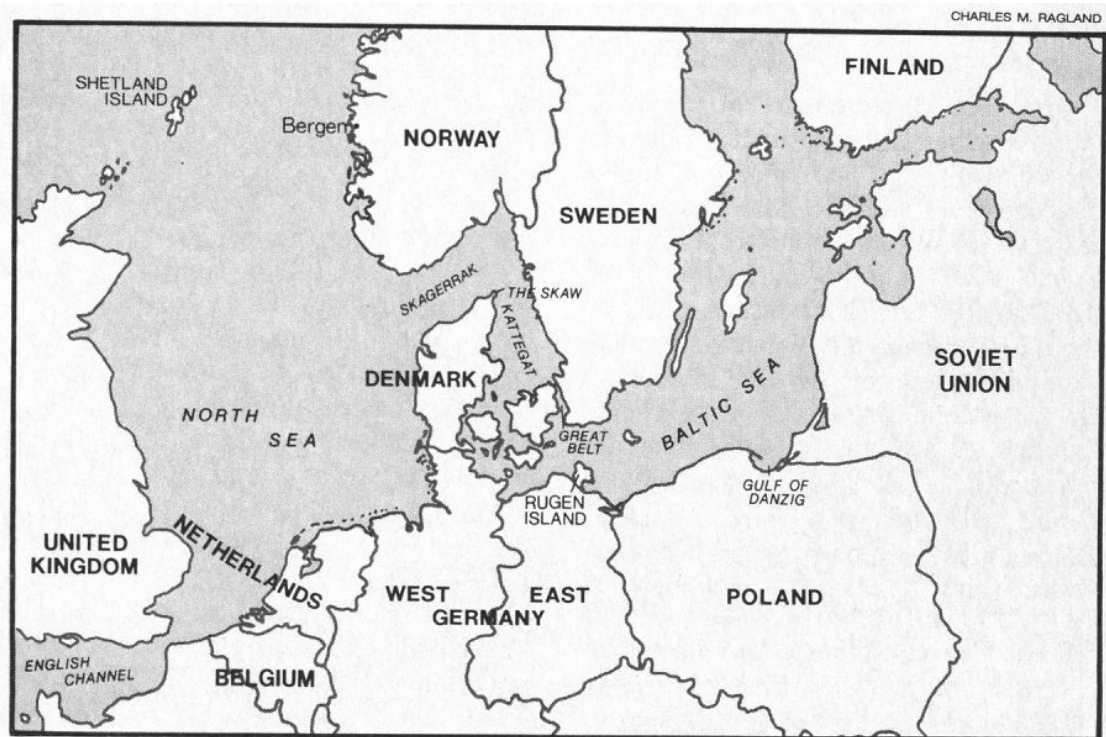 CHARLES M. RAGLAND
SHETLAND
ISLAND
Bergen
NORWAY
FINLAND
SWEDEN
SKAGERRAK
THE SKAW
KATTEGAT
DENMARK
NORTH
SEA
BALTIC SEA
SOVIET
UNION
GREAT
BELT
RUGEN
ISLAND
GULF OF
DANZIG
UNITED
KINGDOM
NETHERLANDS
WEST
GERMANY
EAST
POLAND
ENGLISH
CHANNEL
BELGIUM